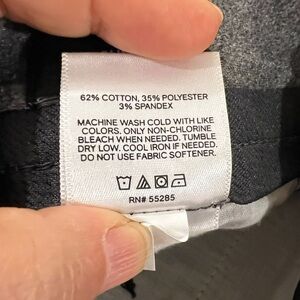 62% COTTON, 35% POLYESTER
3% SPANDEX
MACHINE WASH COLD WITH LIKE
COLORS. ONLY NON-CHLORINE
BLEACH WHEN NEEDED. TUMBLE
DRY LOW. COOL IRON IF NEEDED.
DO NOT USE FABRIC SOFTENER.
RN# 55285